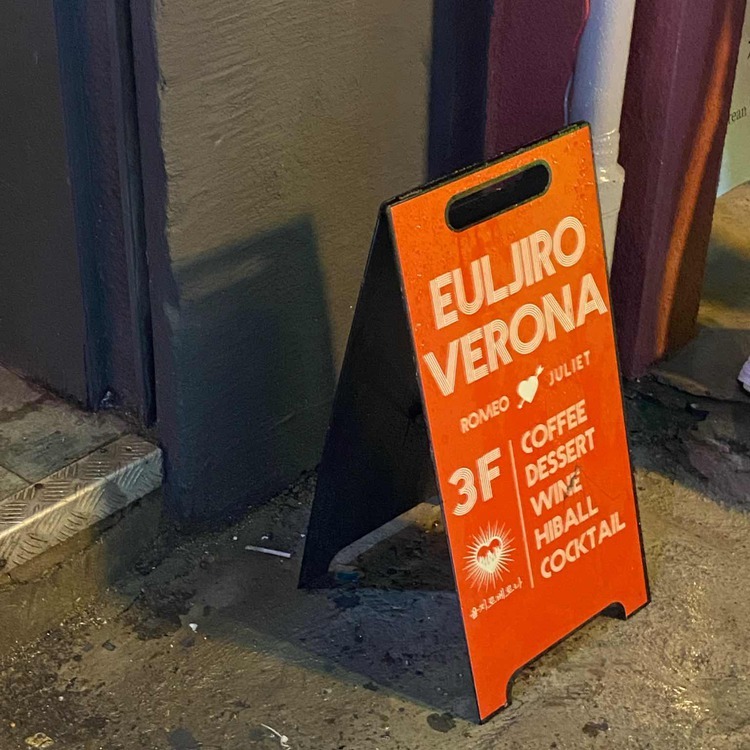 EULJIRO
VERONA
ROMEO JULIET
3F
COFFEE
DESSERT
WINE
HIBALL
COCKTAIL
을지로베로나